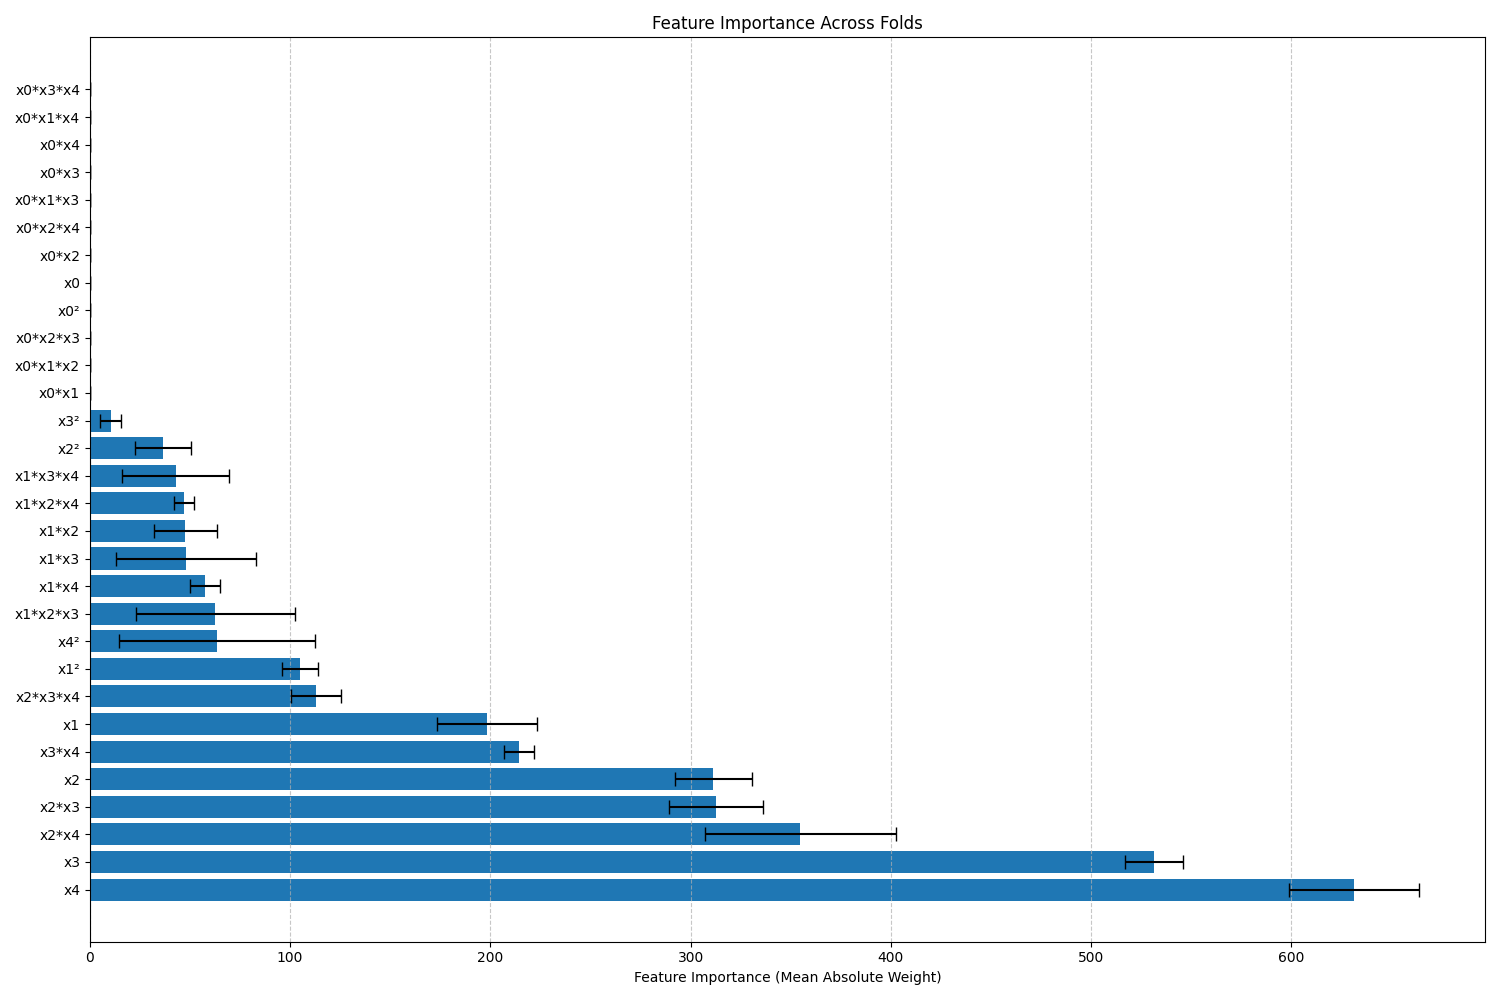 Feature Importance Across Folds
x0*x3*x4
x0*x1*x4
x0*x4
x0*x3
x0*x1*x3
x0*x2*x4
x0*x2
x0
x0²
x0*x2*x3
x0*x1*x2
x0*x1
x3²
x2²
x1*x3*x4
x1*x2*x4
x1*x2
x1*x3
x1*x4
x1*x2*x3
x4²
x1²
x2*x3*x4
x1
x3*x4
x2
x2*x3
x2*x4
x3
x4
0 100 200 300 400 500 600
Feature Importance (Mean Absolute Weight)